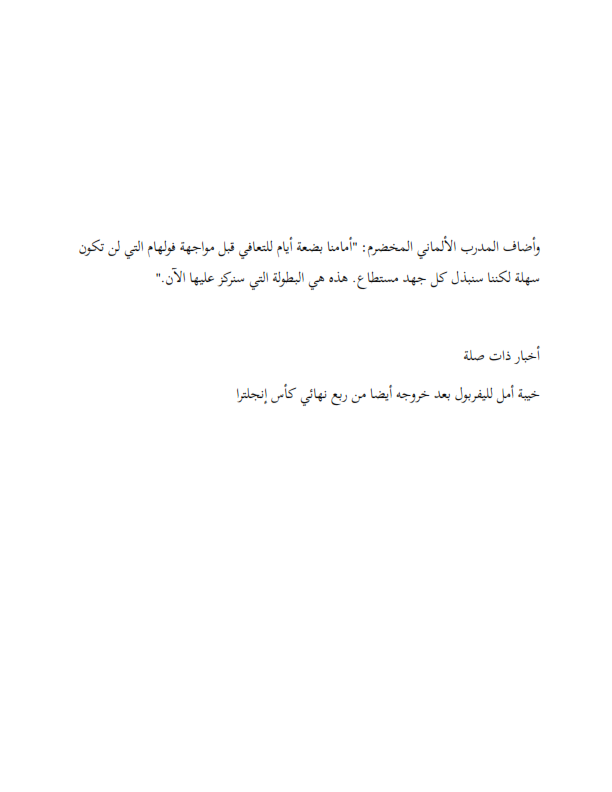 وأضاف المدرب الألماني المخضرم: "أمامنا بضعة أيام للتعافي قبل مواجهة فولهام التي لن تكون
سهلة لكننا سنبذل كل جهد مستطاع. هذه هي البطولة التي سنركز عليها الآن."
أخبار ذات صلة
خيبة أمل لليفربول بعد خروجه أيضا من ربع نهائي كأس إنجلترا